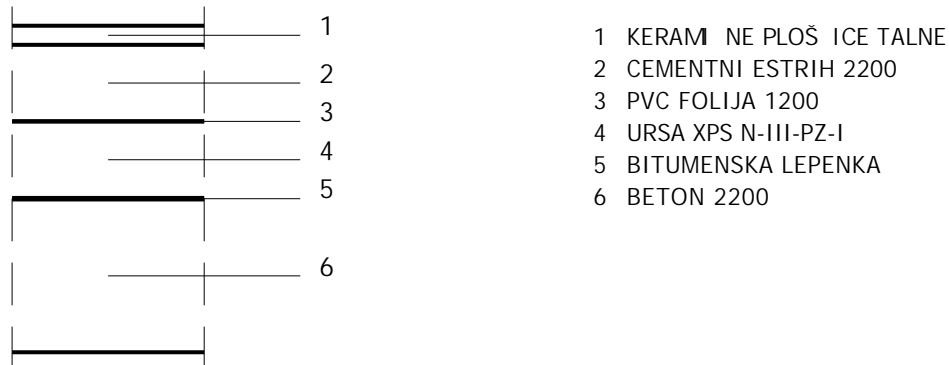 1
2
3
4
5
6
1 KERAMI NE PLOŠ ICE TALNE
2 CEMENTNI ESTRIH 2200
3 PVC FOLIJA 1200
4 URSA XPS N-III-PZ-I
5 BITUMENSKA LEPENKA
6 BETON 2200